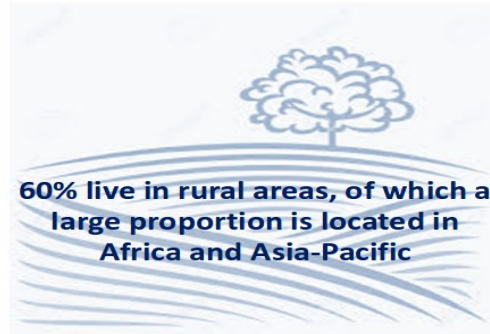 60% live in rural areas, of which a
large proportion is located in
Africa and Asia-Pacific